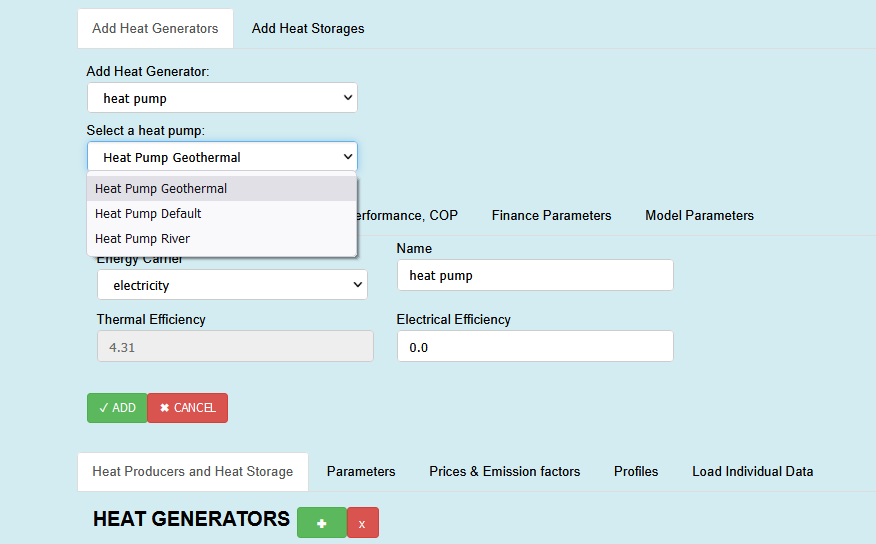 Add Heat Generators Add Heat Storages
Add Heat Generator:
heat pump
Select a heat pump:
Heat Pump Geothermal
Heat Pump Geothermal
Heat Pump Default
Heat Pump River
erformance, COP Finance Parameters Model Parameters
Energy Carrier Name
electricity heat pump
Thermal Efficiency Electrical Efficiency
4.31 0.0
✓ ADD ✖ CANCEL
Heat Producers and Heat Storage Parameters Prices & Emission factors Profiles Load Individual Data
HEAT GENERATORS + x